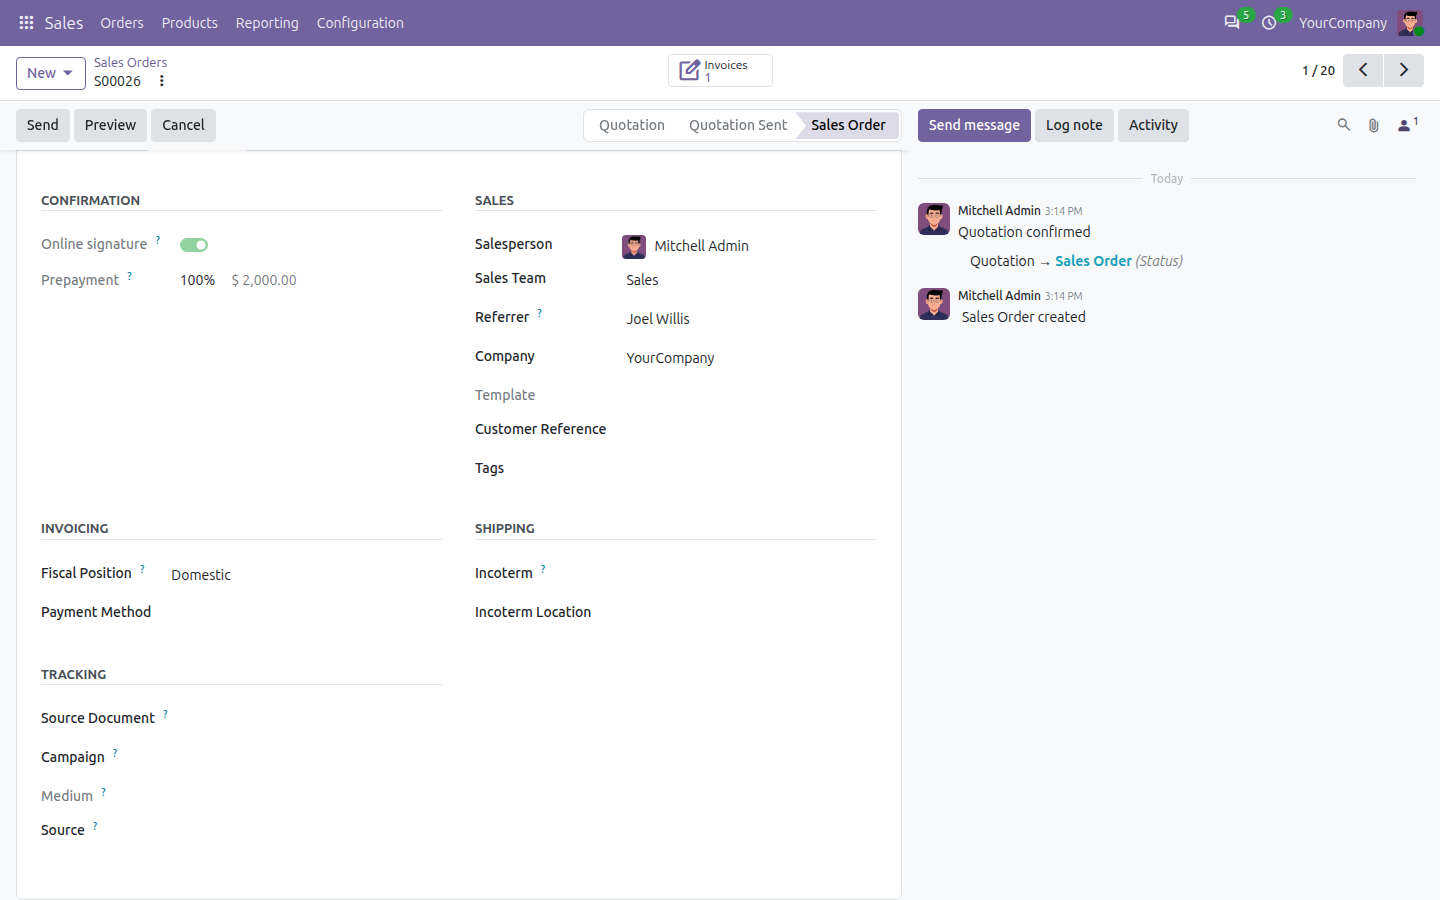 Sales Orders Products Reporting Configuration 5 3 YourCompany
New Sales Orders
S00026
Invoices
1
1 / 20
Send Preview Cancel Quotation Quotation Sent Sales Order Send message Log note Activity 1
CONFIRMATION
Online signature ?
Prepayment ? 100% $ 2,000.00
SALES
Salesperson Mitchell Admin
Sales Team Sales
Referrer ? Joel Willis
Company YourCompany
Template
Customer Reference
Tags
INVOICING
Fiscal Position ? Domestic
Payment Method
SHIPPING
Incoterm ?
Incoterm Location
TRACKING
Source Document ?
Campaign ?
Medium ?
Source ?
Today
Mitchell Admin 3:14 PM
Quotation confirmed
Quotation → Sales Order (Status)
Mitchell Admin 3:14 PM
Sales Order created